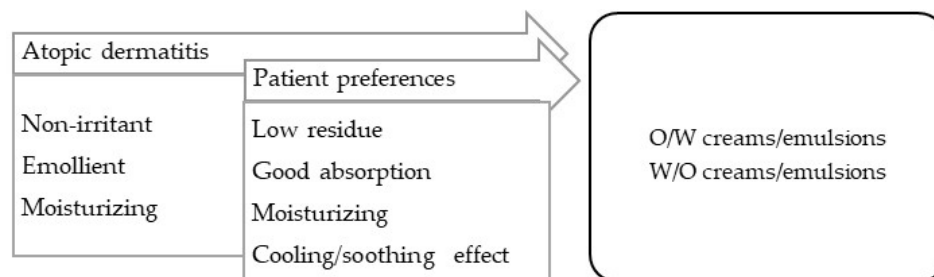 Atopic dermatitis
Non-irritant
Emollient
Moisturizing
Patient preferences
Low residue
Good absorption
Moisturizing
Cooling/soothing effect
O/W creams/emulsions
W/O creams/emulsions